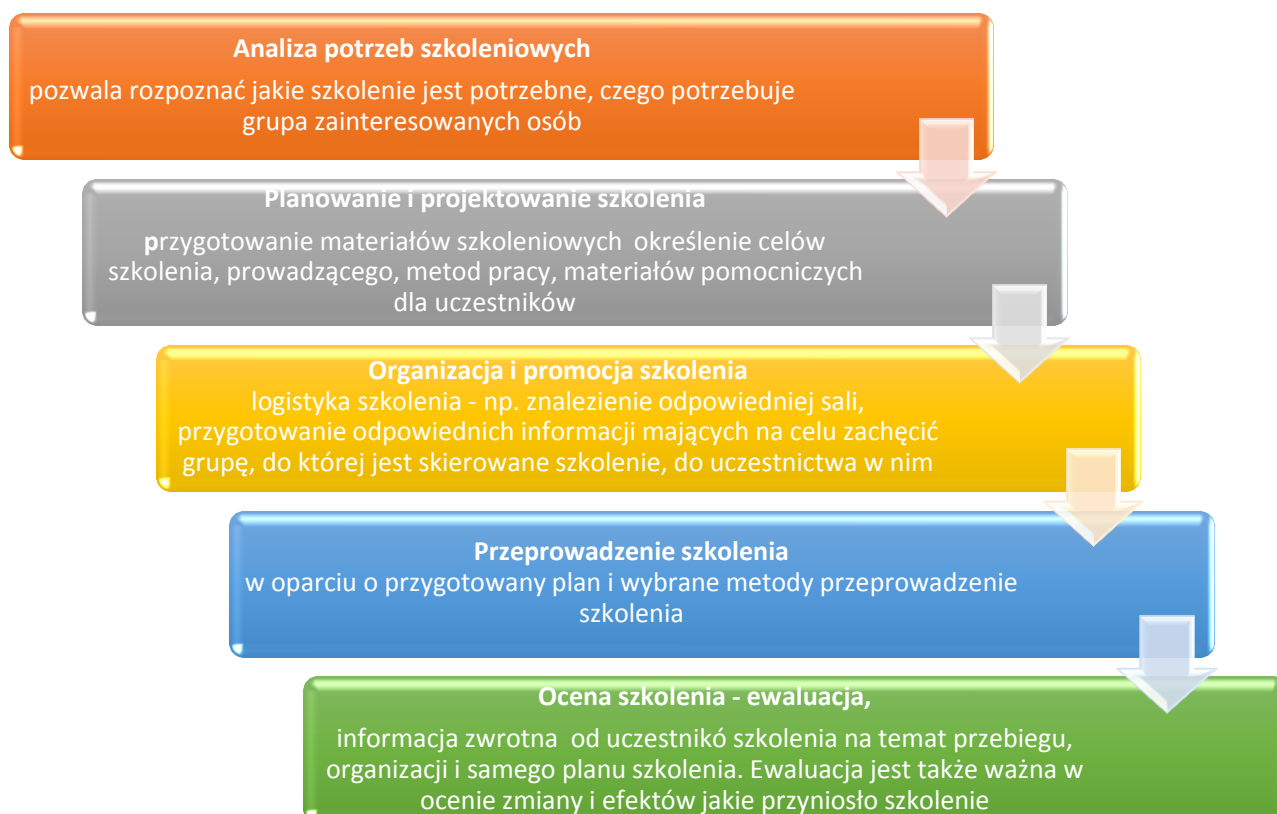 Analiza potrzeb szkoleniowych
pozwala rozpoznać jakie szkolenie jest potrzebne, czego potrzebuje
grupa zainteresowanych osób
Planowanie i projektowanie szkolenia
przygotowanie materiałów szkoleniowych  określenie celów
szkolenia, prowadzącego, metod pracy, materiałów pomocniczych
dla uczestników
Organizacja i promocja szkolenia
logistyka szkolenia - np. znalezienie odpowiedniej sali,
przygotowanie odpowiednich informacji mających na celu zachęcić
grupę, do której jest skierowane szkolenie, do uczestnictwa w nim
Przeprowadzenie szkolenia
w oparciu o przygotowany plan i wybrane metody przeprowadzenie
szkolenia
Ocena szkolenia - ewaluacja,
informacja zwrotna  od uczestnikó szkolenia na temat przebiegu,
organizacji i samego planu szkolenia. Ewaluacja jest także ważna w
ocenie zmiany i efektów jakie przyniosło szkolenie